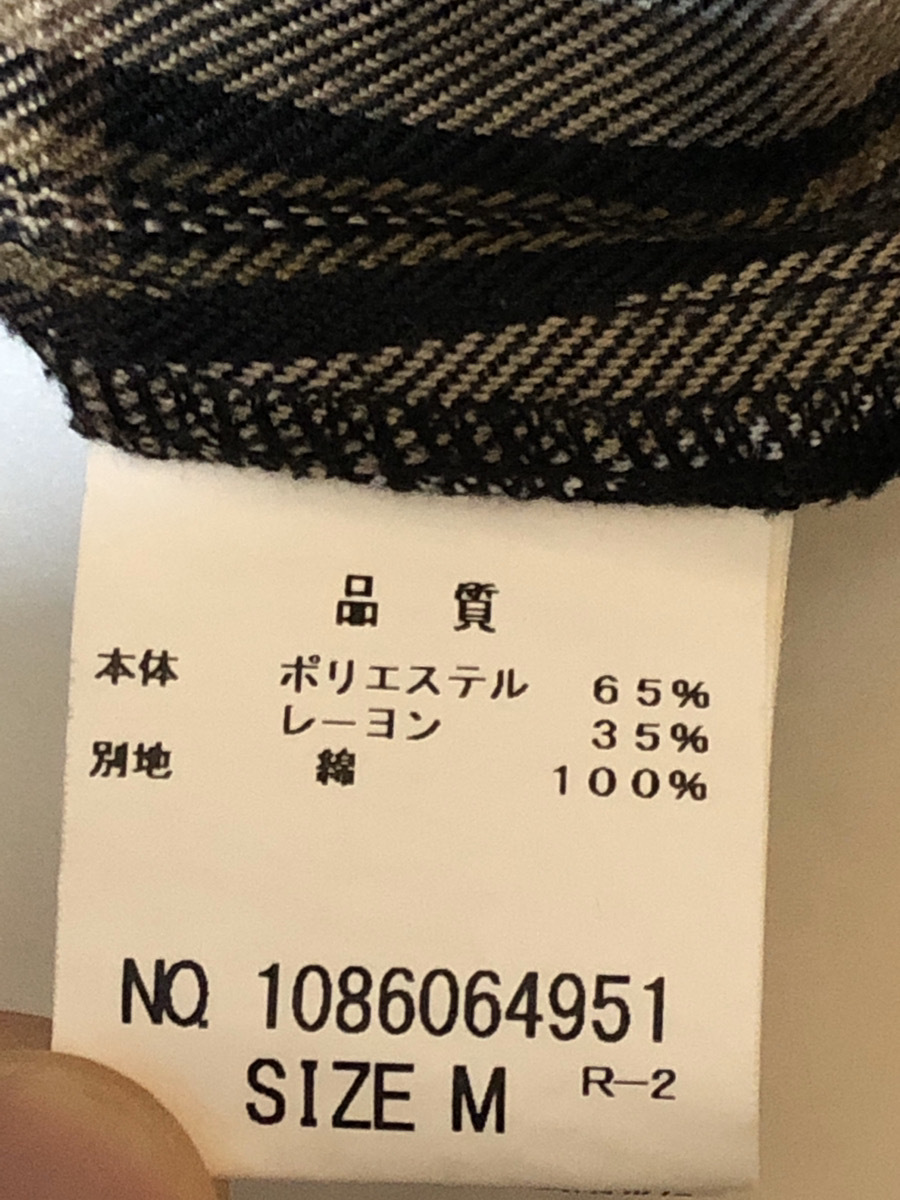 品 質
本体 ポリエステル 65%
レーヨン 35%
別地 綿 100%
NO. 1086064951
SIZE M R-2